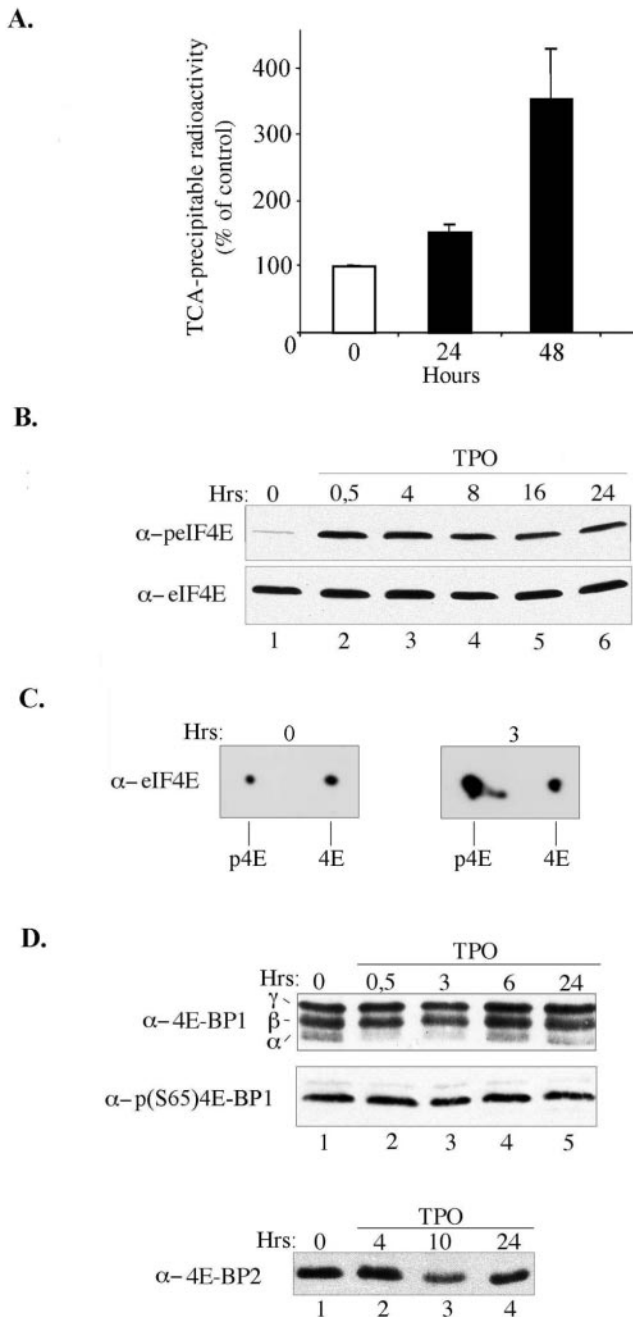 A.
TCA-precipitable radioactivity
(% of control)
400
300
200
100
0
0 24 48
Hours
B.
TPO
Hrs: 0 0,5 4 8 16 24
α-peIF4E
α-eIF4E
1 2 3 4 5 6
C.
Hrs: 0 3
α-eIF4E
p4E 4E p4E 4E
D.
TPO
Hrs: 0 0,5 3 6 24
γ
α-4E-BP1 β
α
α-p(S65)4E-BP1
1 2 3 4 5
TPO
Hrs: 0 4 10 24
α-4E-BP2
1 2 3 4